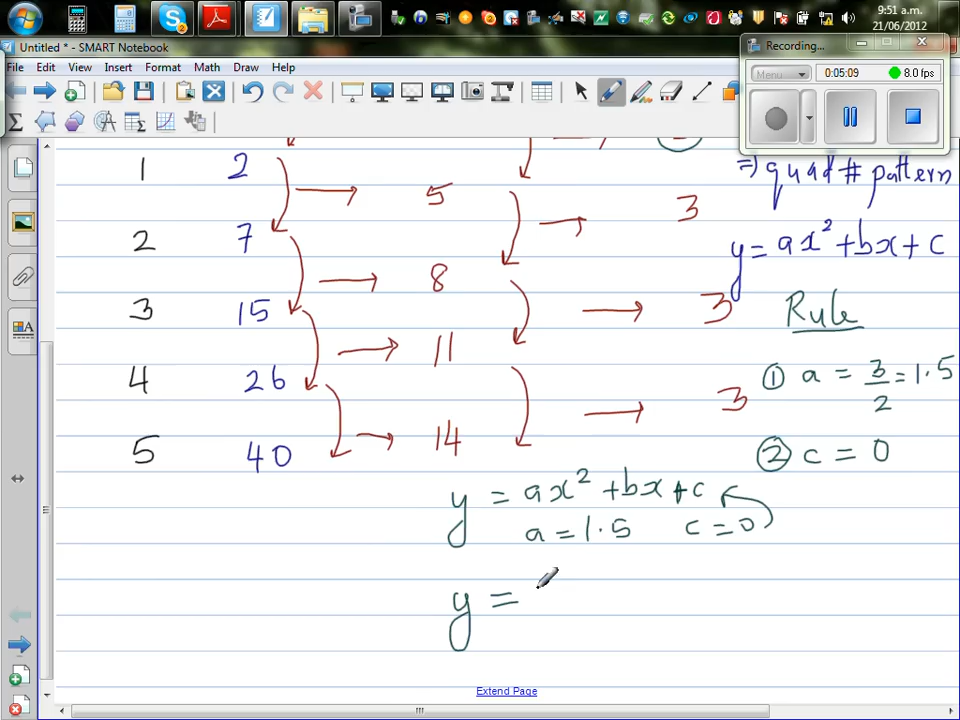 9:51 a.m.
21/06/2012
Untitled * - SMART Notebook
Recording...
File Edit View Insert Format Math Draw Help
Menu 0:05:09 8.0 fps
1 2
⇒ quad # pattern
→ 5
→ 3
2 7
y = ax² + bx + c
→ 8
3 15
→ 3
Rule
→ 11
① a = 3/2 = 1.5
4 26
→ 3
→ 14
5 40
② c = 0
y = ax² + bx + c
a = 1.5 c = 0
y =
Extend Page